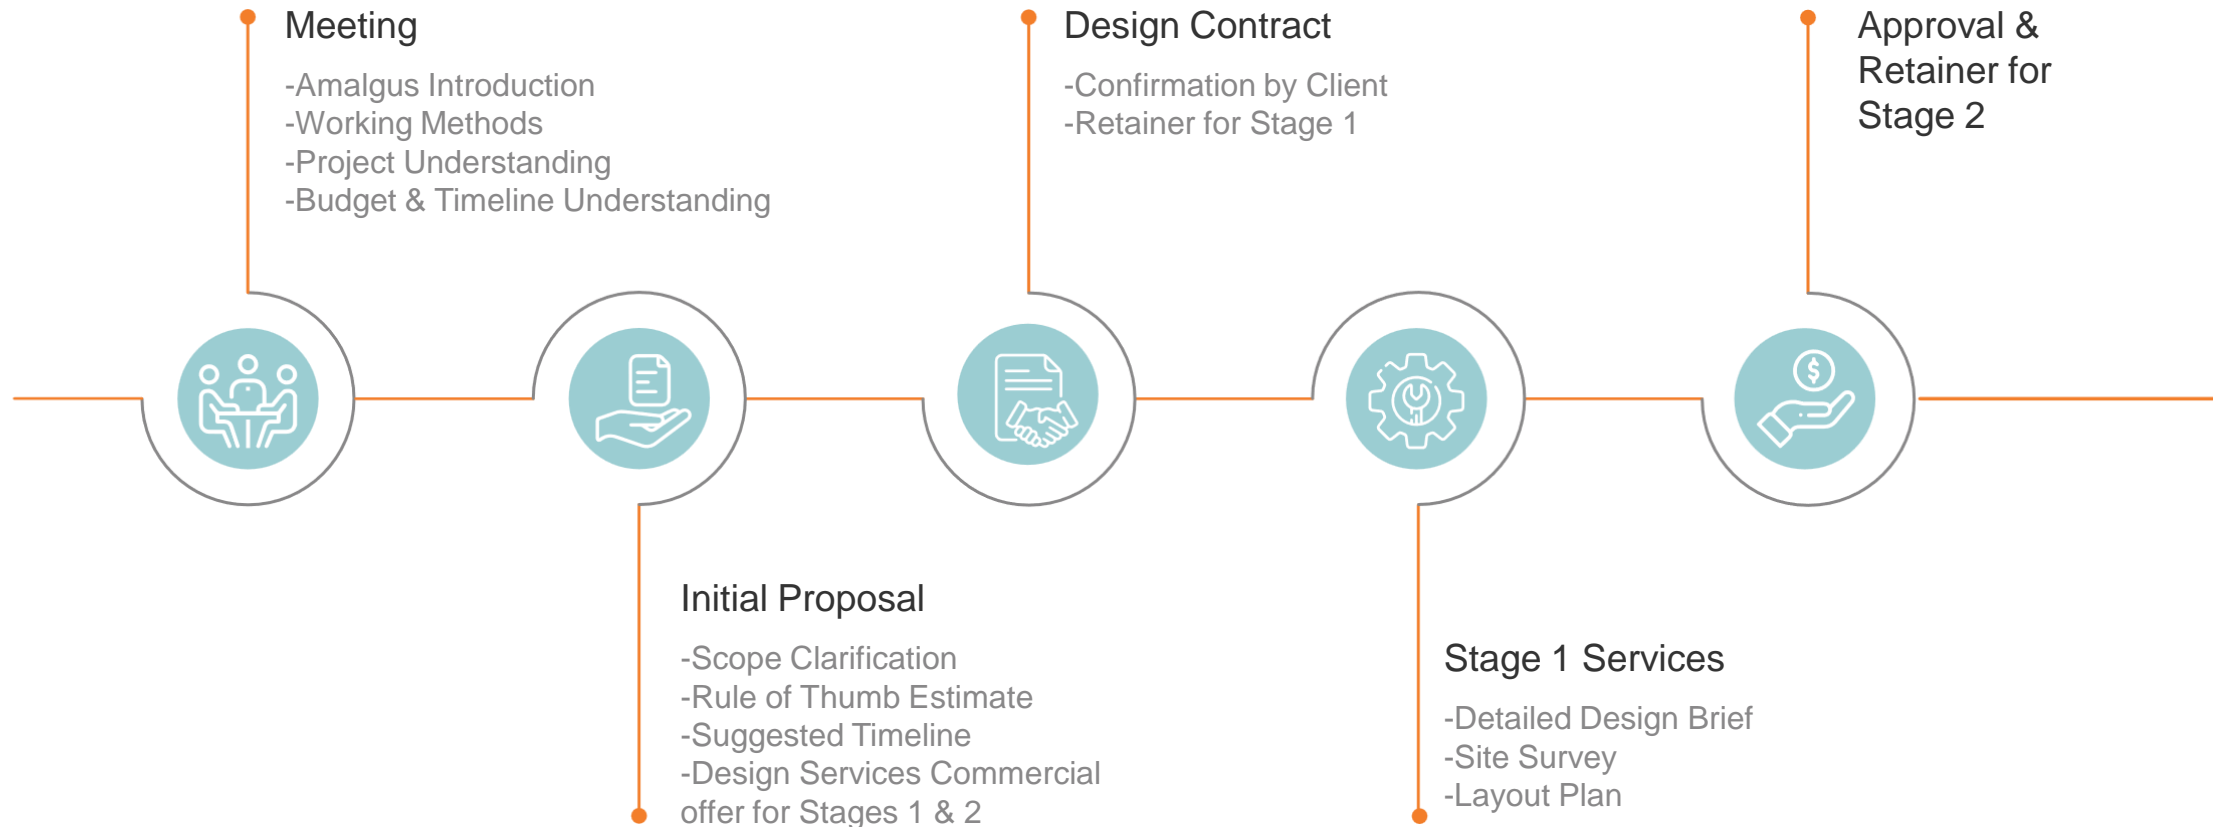 Meeting
-Amalgus Introduction
-Working Methos
-Project Understanding
-Budget & Timeline Understanding
Initial Proposal
-Scope Clarification
-Rule of Thumb Estimate
-Suggested Timeline
-Design Services Commercial
offer for Stages 1 & 2
Design Contract
-Confirmation by Client
-Retainer for Stage 1
Stage 1 Services
-Detailed Design Brief
-Site Survey
-Layout Plan
Approval &
Retainer for
Stage 2
$